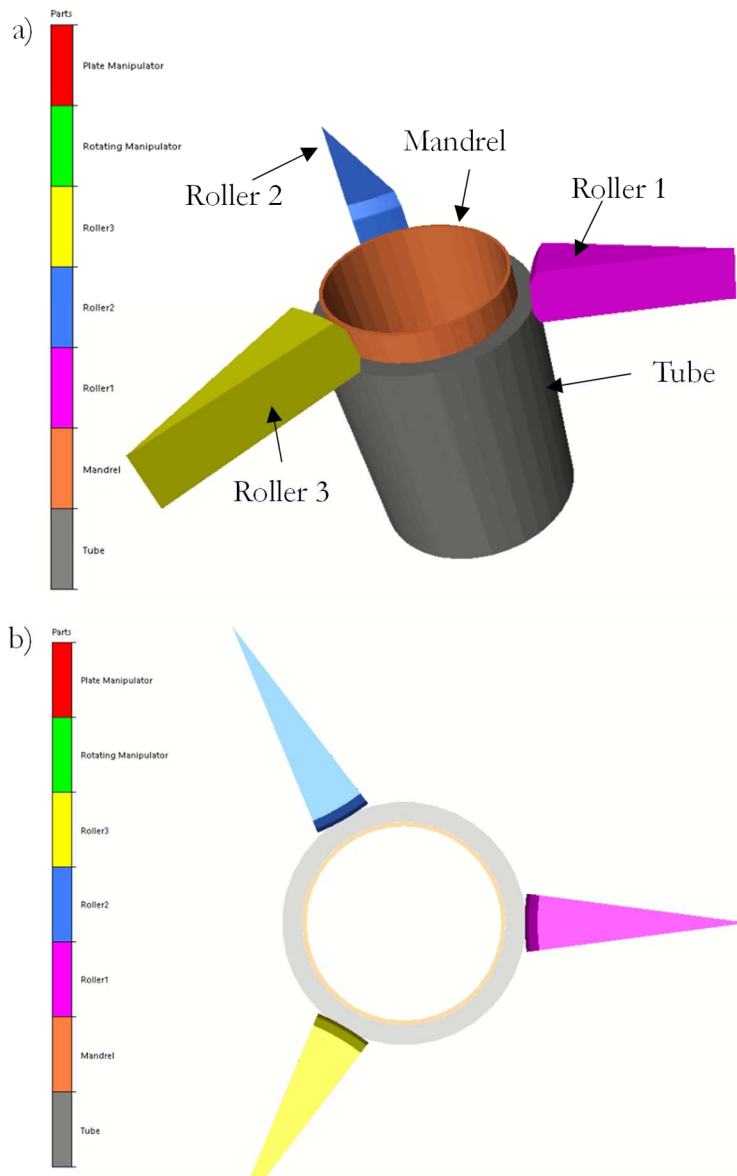 a)
Parts
Plate Manipulator
Rotating Manipulator
Roller3
Roller2
Roller1
Mandrel
Tube
Mandrel
Roller 2
Roller 1
Tube
Roller 3
b)
Parts
Plate Manipulator
Rotating Manipulator
Roller3
Roller2
Roller1
Mandrel
Tube